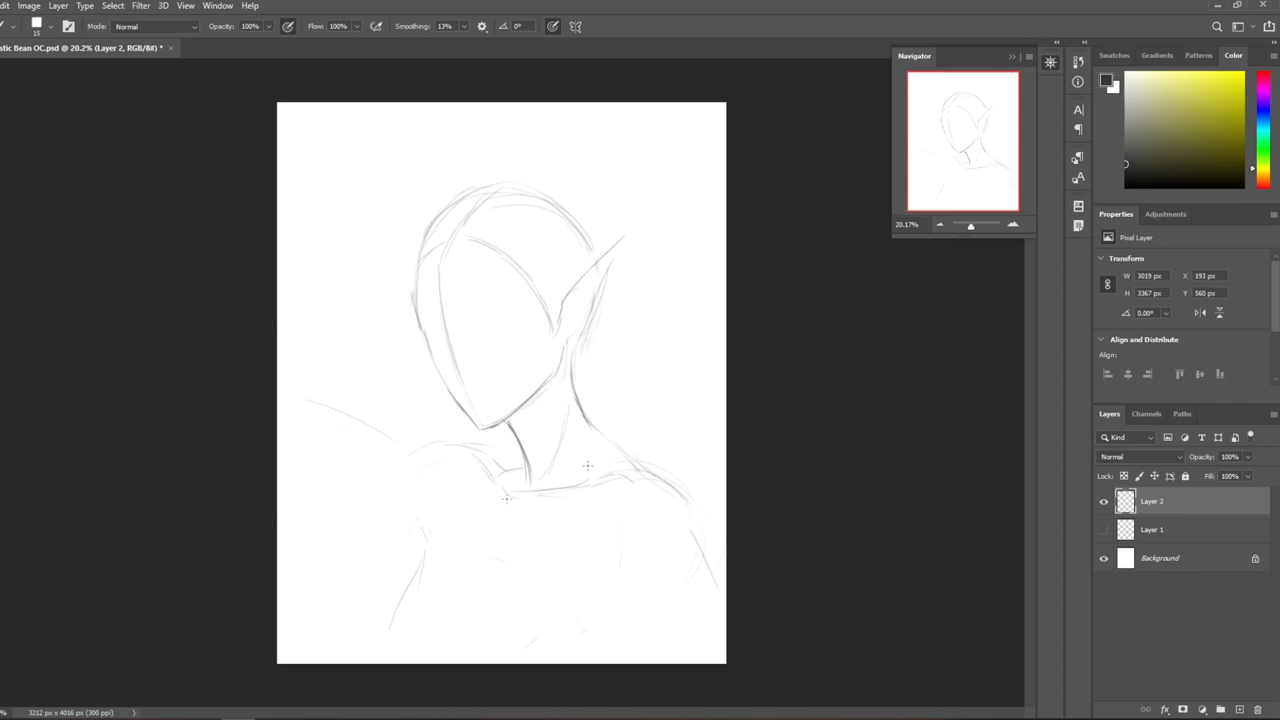 dit Image Layer Type Select Filter 3D View Window Help
15 Mode: Normal Opacity: 100% Flow: 100% Smoothing: 13% 0°
stic Bean OC.psd @ 20.2% (Layer 2, RGB/8#) *
Navigator
20.17%
Swatches Gradients Patterns Color
Properties Adjustments
Pixel Layer
Transform
W 3019 px X 193 px
H 3367 px Y 560 px
0.00°
Align and Distribute
Align:
Layers Channels Paths
Kind
Normal Opacity: 100%
Lock: Fill: 100%
Layer 2
Layer 1
Background
% 3212 px x 4016 px (300 ppi)